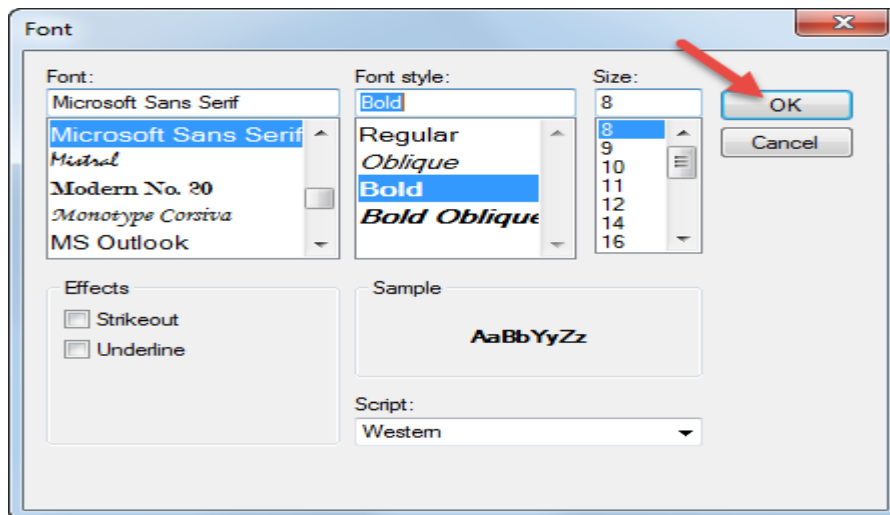 Font
Font:
Font style:
Size:
Microsoft Sans Serif
Bold
8
OK
Cancel
Microsoft Sans Serif
Mistral
Modern No. 20
Monotype Corsiva
MS Outlook
Regular
Oblique
Bold
Bold Oblique
8
9
10
11
12
14
16
Effects
Strikeout
Underline
Sample
AaBbYyZz
Script:
Western